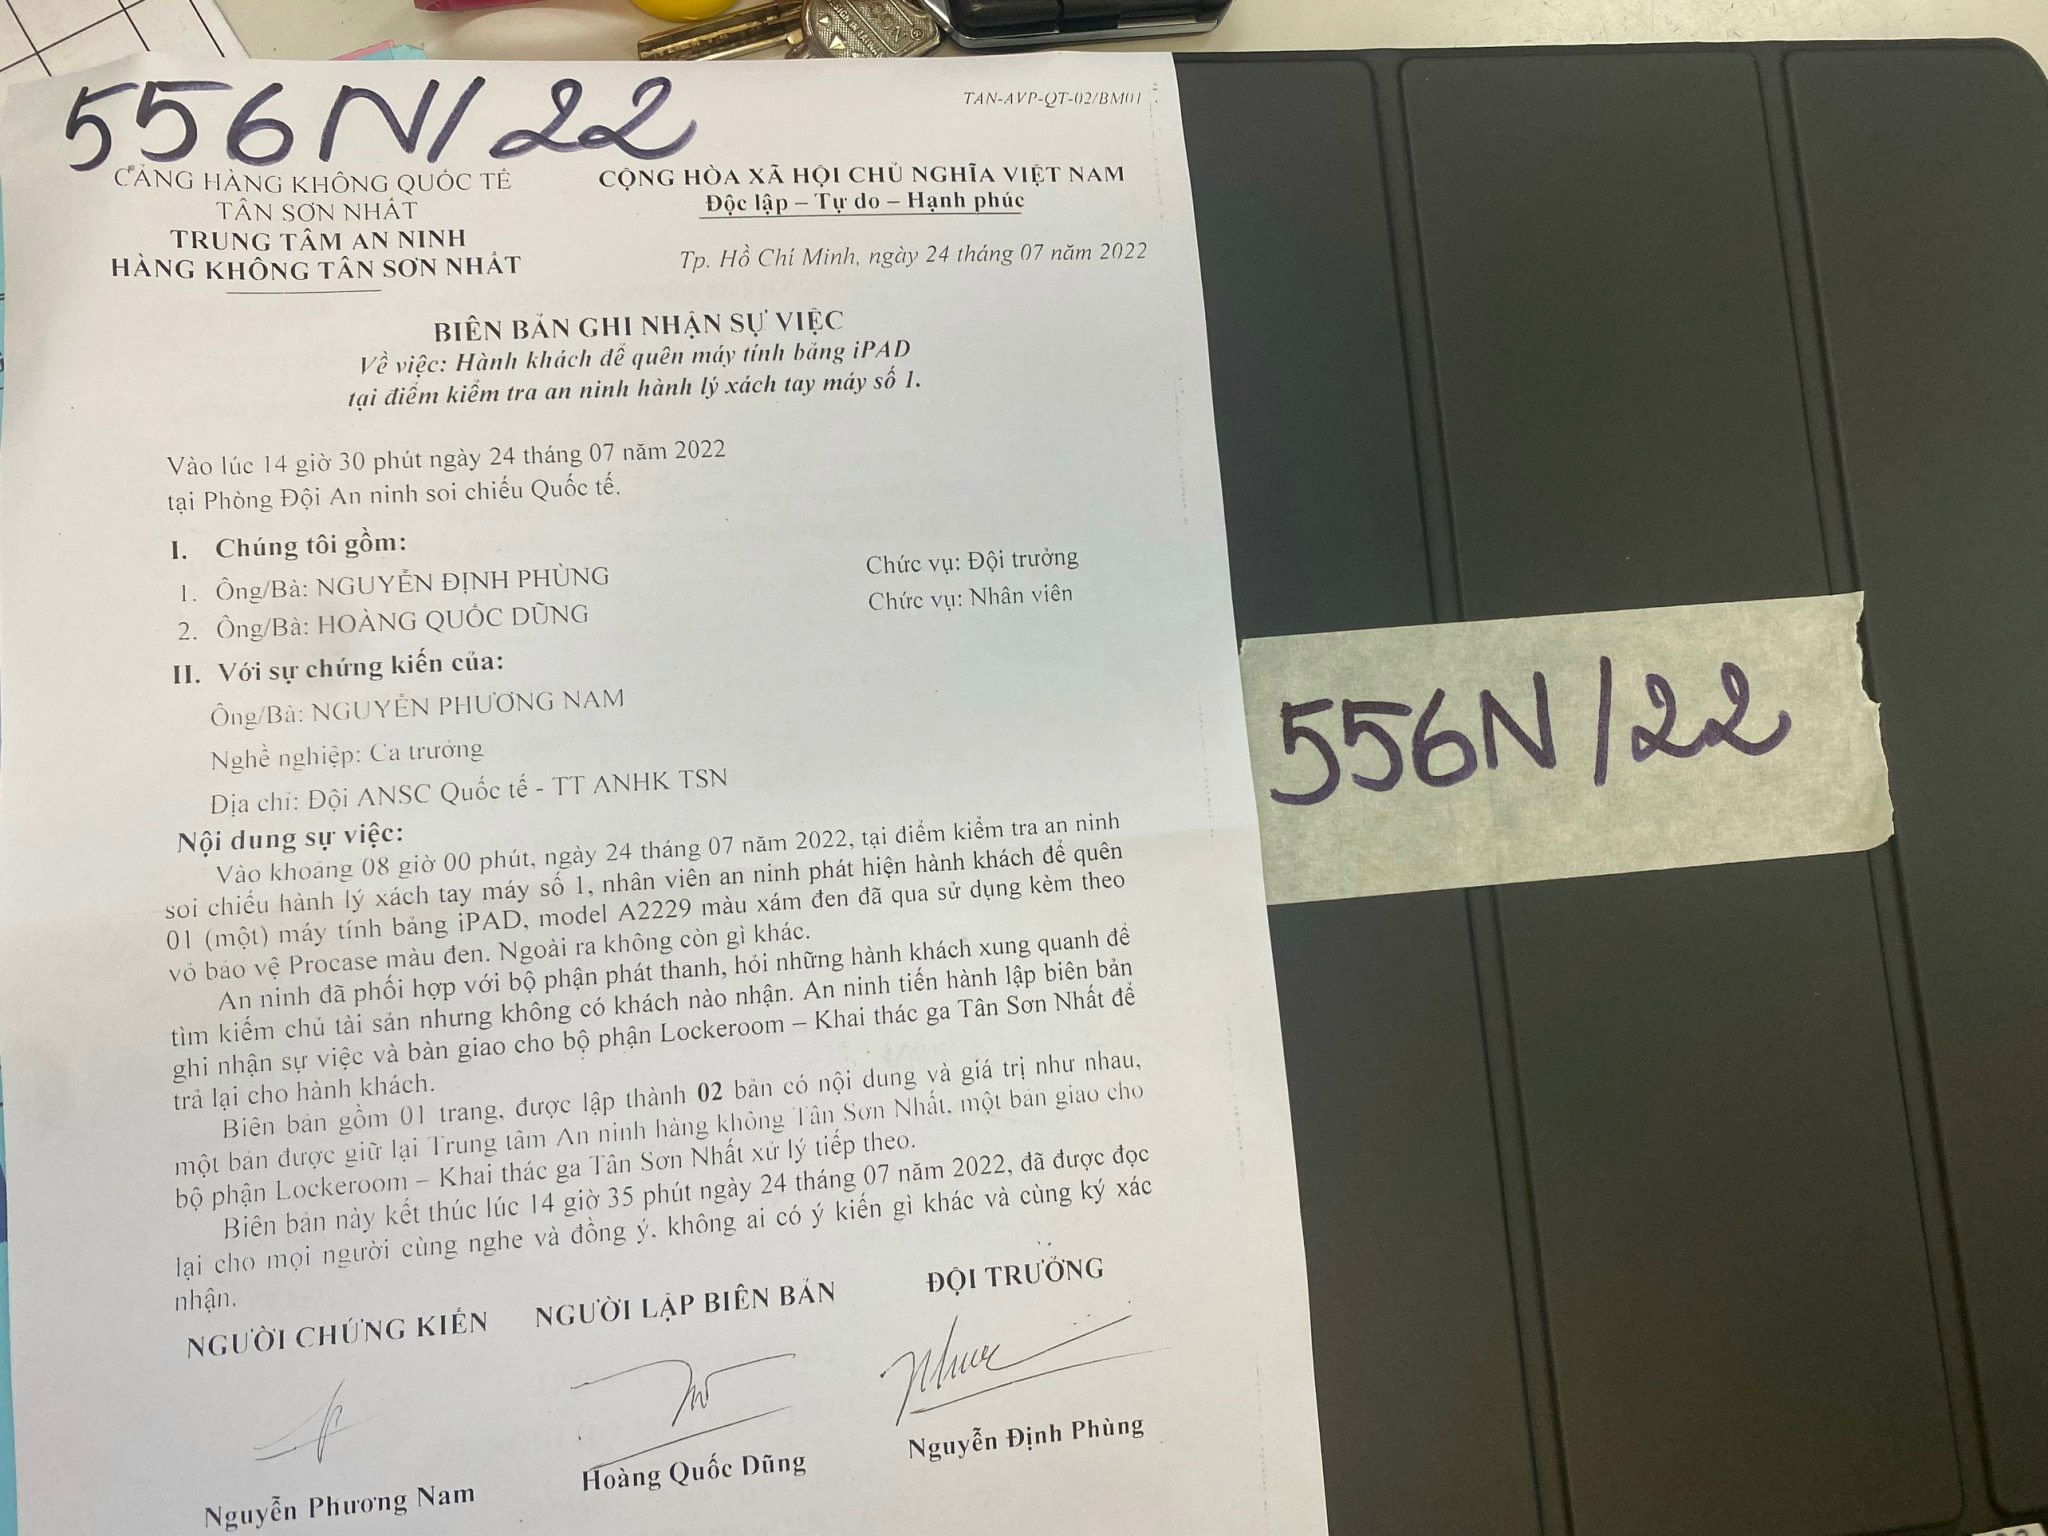 556N/22
TAN-AVP-QT-02/BM01
CẢNG HÀNG KHÔNG QUỐC TẾ
TÂN SƠN NHẤT
TRUNG TÂM AN NINH
HÀNG KHÔNG TÂN SƠN NHẤT
CỘNG HÒA XÃ HỘI CHỦ NGHĨA VIỆT NAM
Độc lập – Tự do – Hạnh phúc
Tp. Hồ Chí Minh, ngày 24 tháng 07 năm 2022
BIÊN BẢN GHI NHẬN SỰ VIỆC
Về việc: Hành khách để quên máy tính bảng iPAD
tại điểm kiểm tra an ninh hành lý xách tay máy số 1.
Vào lúc 14 giờ 30 phút ngày 24 tháng 07 năm 2022
tại Phòng Đội An ninh soi chiếu Quốc tế.
I. Chúng tôi gồm:
1. Ông/Bà: NGUYỄN ĐỊNH PHÙNG Chức vụ: Đội trưởng
2. Ông/Bà: HOÀNG QUỐC DŨNG Chức vụ: Nhân viên
II. Với sự chứng kiến của:
Ông/Bà: NGUYỄN PHƯƠNG NAM
Nghề nghiệp: Ca trưởng
Địa chỉ: Đội ANSC Quốc tế - TT ANHK TSN
Nội dung sự việc:
Vào khoảng 08 giờ 00 phút, ngày 24 tháng 07 năm 2022, tại điểm kiểm tra an ninh
soi chiếu hành lý xách tay máy số 1, nhân viên an ninh phát hiện hành khách để quên
01 (một) máy tính bảng iPAD, model A2229 màu xám đen đã qua sử dụng kèm theo
vỏ bảo vệ Procase màu đen. Ngoài ra không còn gì khác.
An ninh đã phối hợp với bộ phận phát thanh, hỏi những hành khách xung quanh để
tìm kiếm chủ tài sản nhưng không có khách nào nhận. An ninh tiến hành lập biên bản
ghi nhận sự việc và bàn giao cho bộ phận Lockeroom – Khai thác ga Tân Sơn Nhất để
trả lại cho hành khách.
Biên bản gồm 01 trang, được lập thành 02 bản có nội dung và giá trị như nhau,
một bản được giữ lại Trung tâm An ninh hàng không Tân Sơn Nhất, một bản giao cho
bộ phận Lockeroom – Khai thác ga Tân Sơn Nhất xử lý tiếp theo.
Biên bản này kết thúc lúc 14 giờ 35 phút ngày 24 tháng 07 năm 2022, đã được đọc
lại cho mọi người cùng nghe và đồng ý, không ai có ý kiến gì khác và cùng ký xác
nhận.
NGƯỜI CHỨNG KIẾN NGƯỜI LẬP BIÊN BẢN ĐỘI TRƯỞNG
Nguyễn Phương Nam Hoàng Quốc Dũng Nguyễn Định Phùng
556N/22